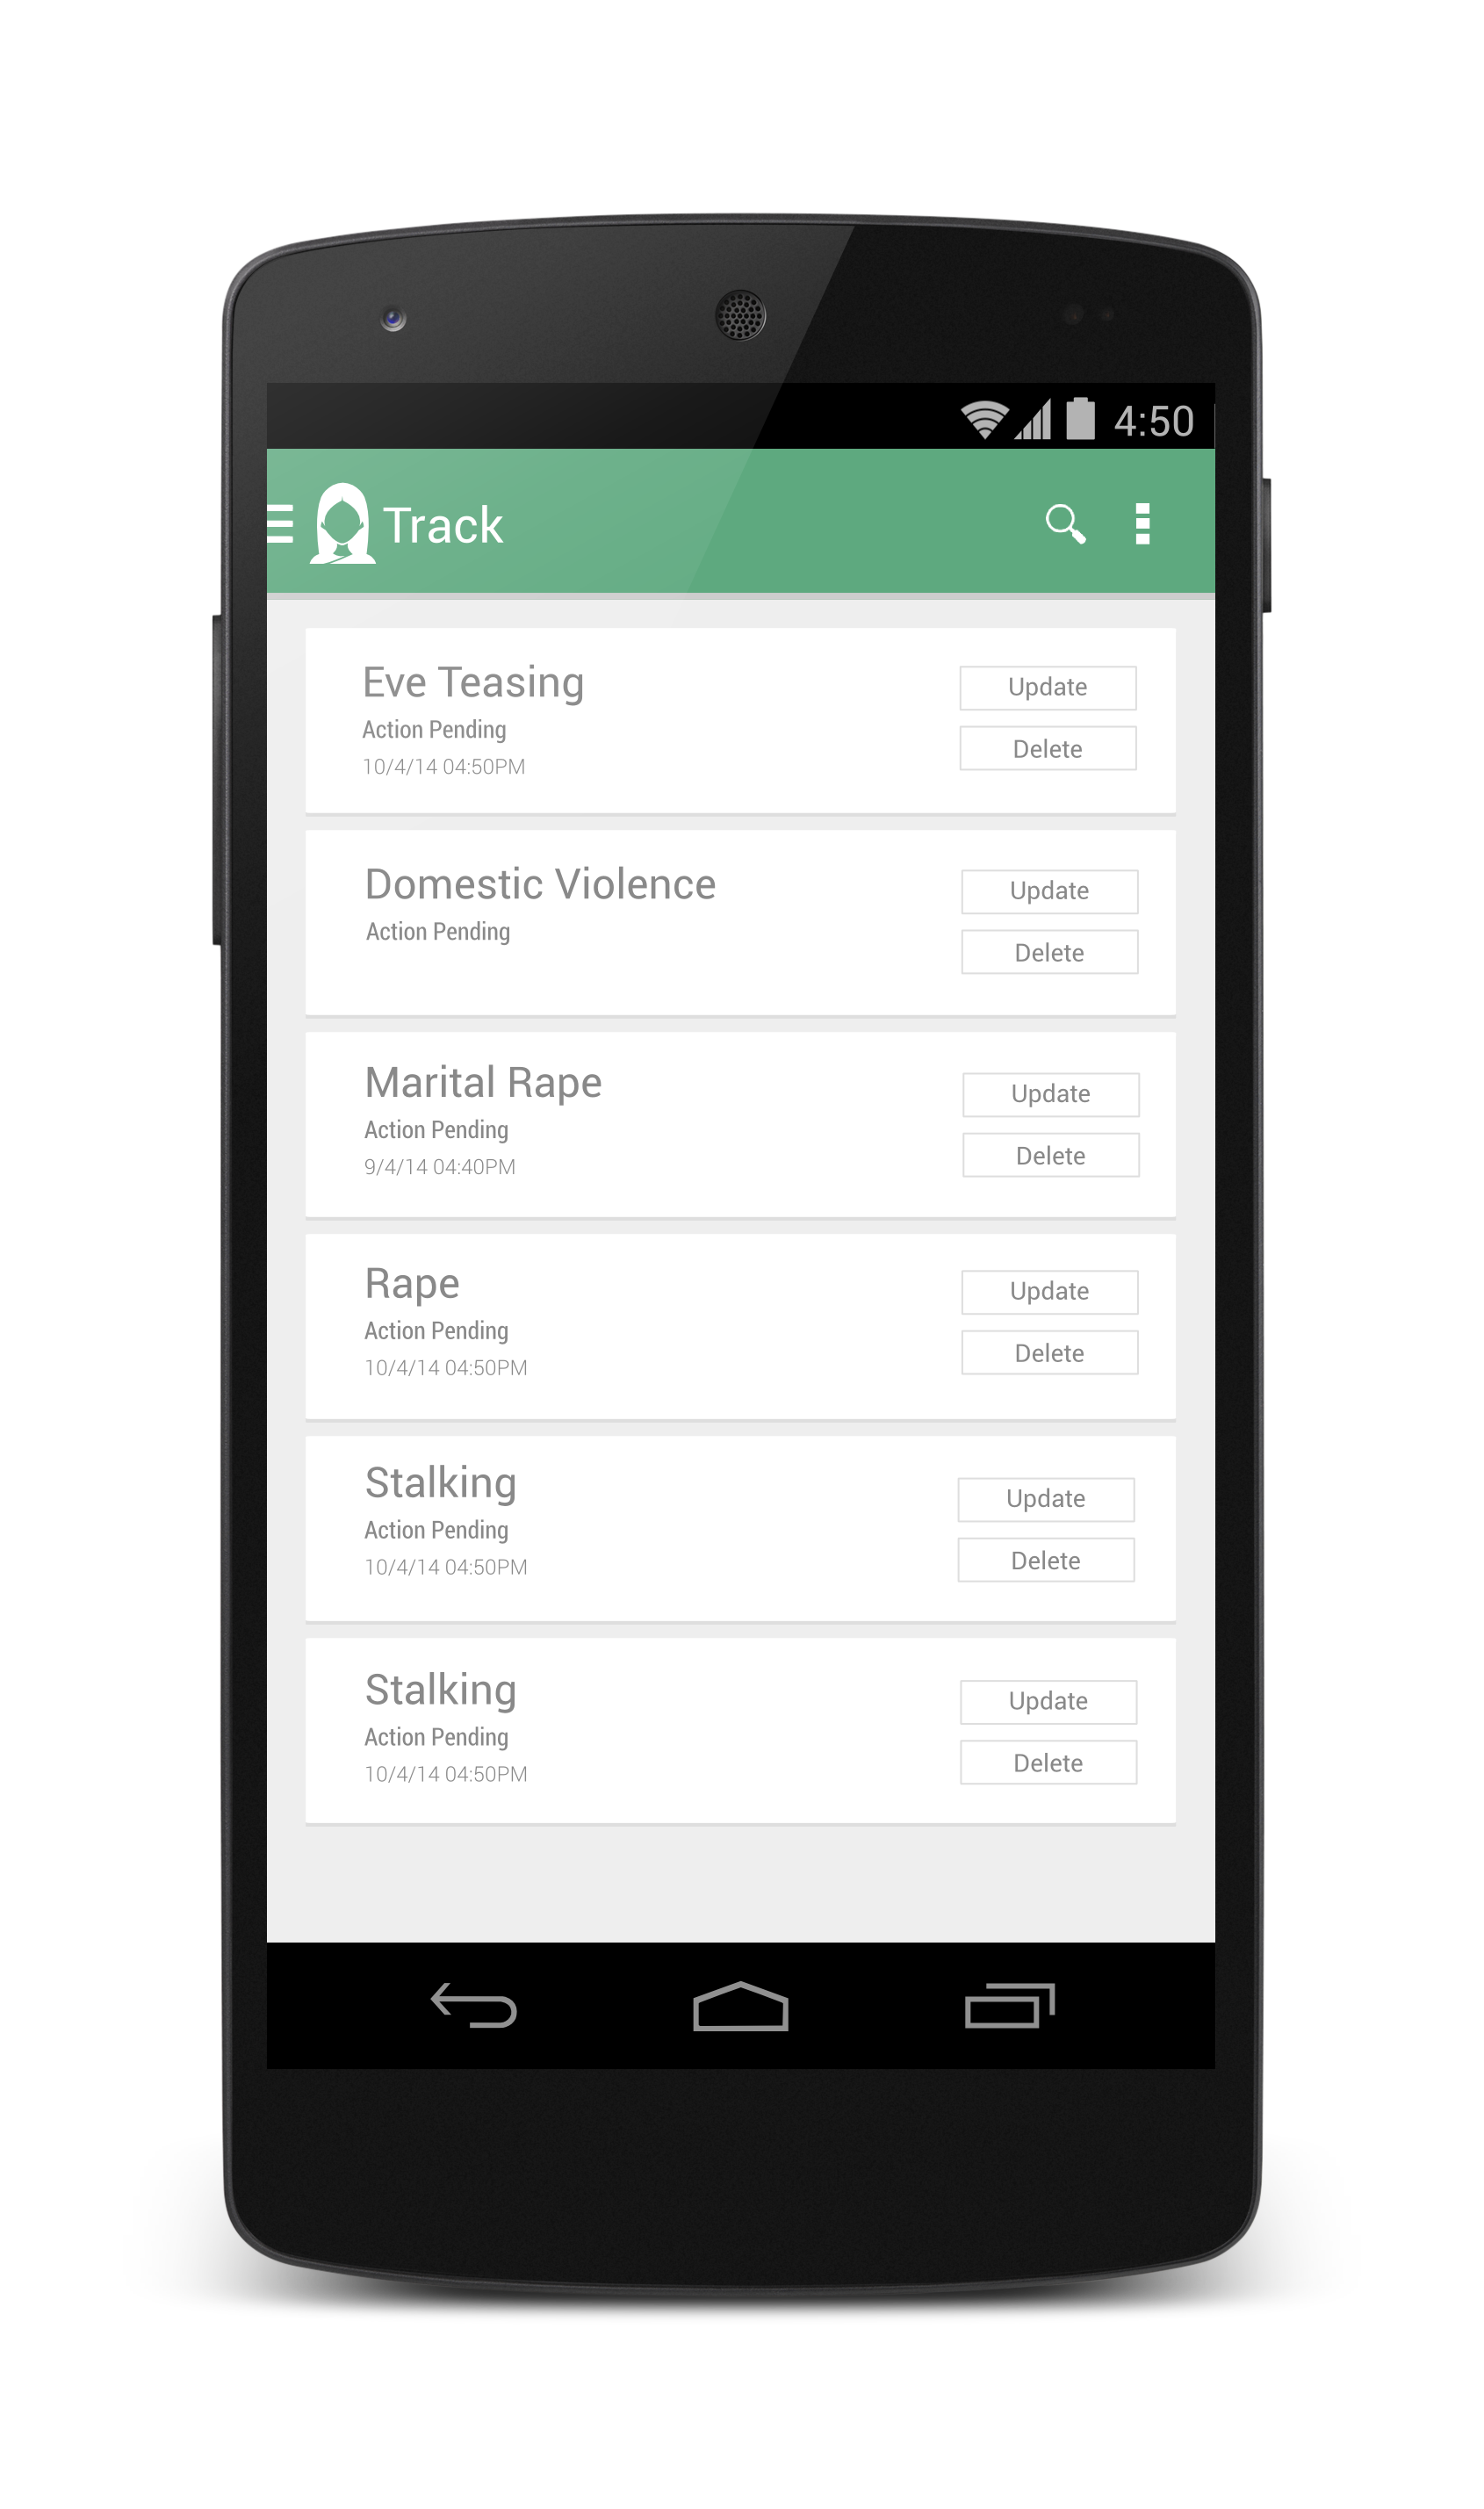 4:50
Track
Eve Teasing
Action Pending
10/4/14 04:50PM
Update
Delete
Domestic Violence
Action Pending
Update
Delete
Marital Rape
Action Pending
9/4/14 04:40PM
Update
Delete
Rape
Action Pending
10/4/14 04:50PM
Update
Delete
Stalking
Action Pending
10/4/14 04:50PM
Update
Delete
Stalking
Action Pending
10/4/14 04:50PM
Update
Delete